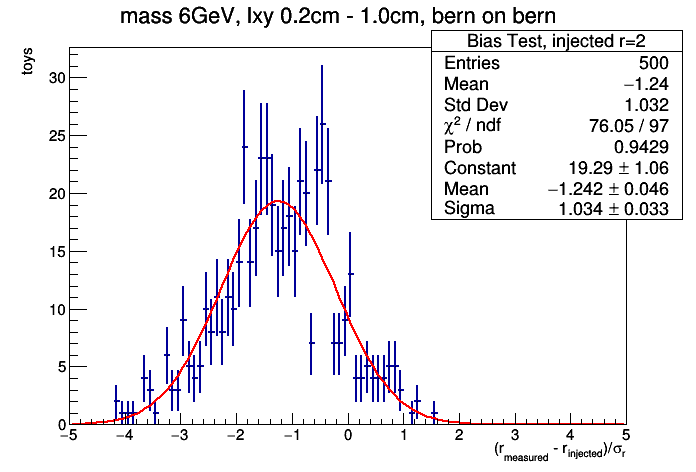 mass 6GeV, lxy 0.2cm - 1.0cm, bern on bern
toys
Bias Test, injected r=2
Entries 500
Mean −1.24
Std Dev 1.032
χ² / ndf 76.05 / 97
Prob 0.9429
Constant 19.29 ± 1.06
Mean −1.242 ± 0.046
Sigma 1.034 ± 0.033
30
25
20
15
10
5
0
−5 −4 −3 −2 −1 0 1 2 3 4 5
(r_measured - r_injected)/σ_r